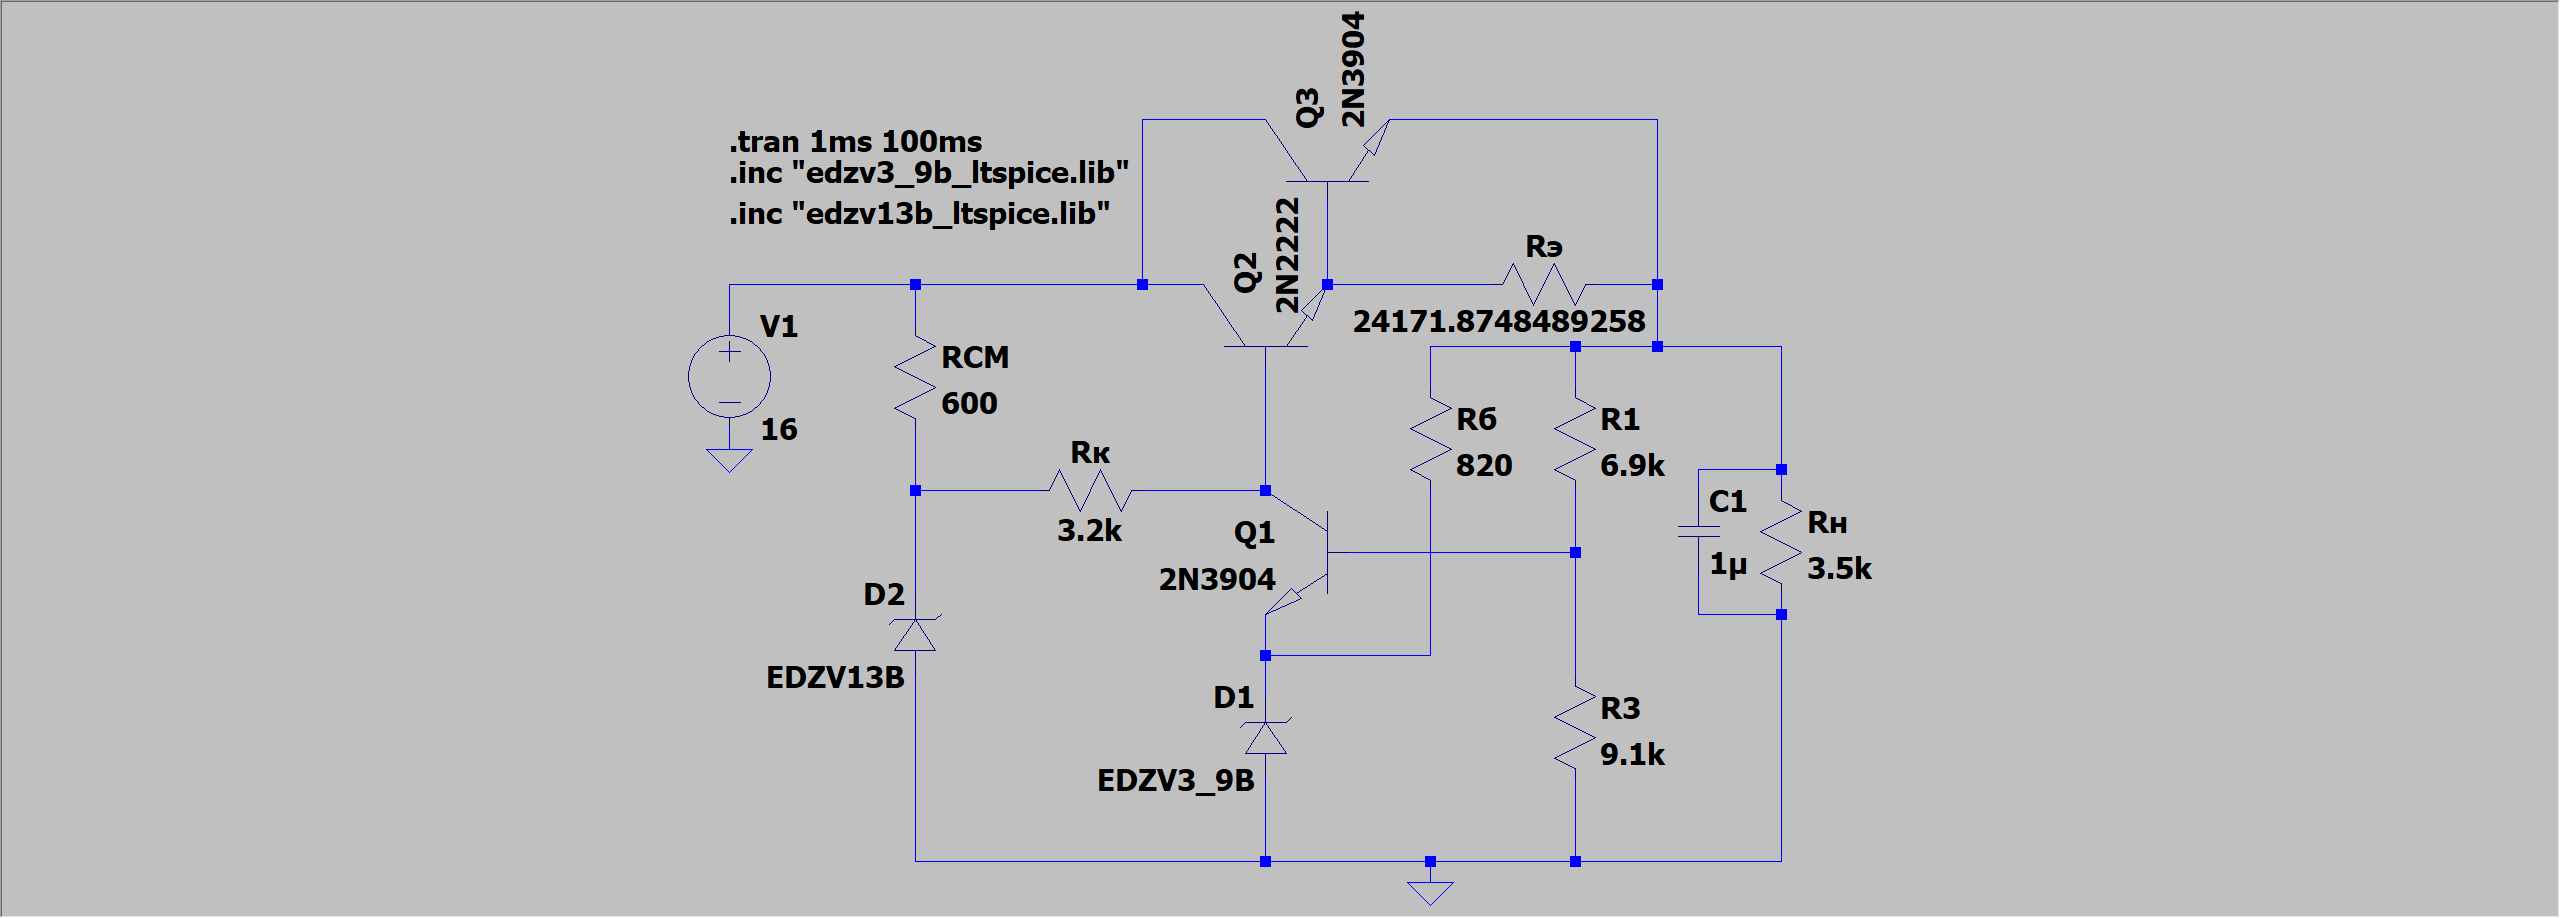 .tran 1ms 100ms
.inc "edzv3_9b_ltspice.lib"
.inc "edzv13b_ltspice.lib"
Q3
2N3904
Q2
2N2222
Rэ
24171.8748489258
V1
16
RCM
600
Rк
3.2k
Rб
820
R1
6.9k
C1
1µ
Rн
3.5k
Q1
2N3904
D2
EDZV13B
D1
EDZV3_9B
R3
9.1k